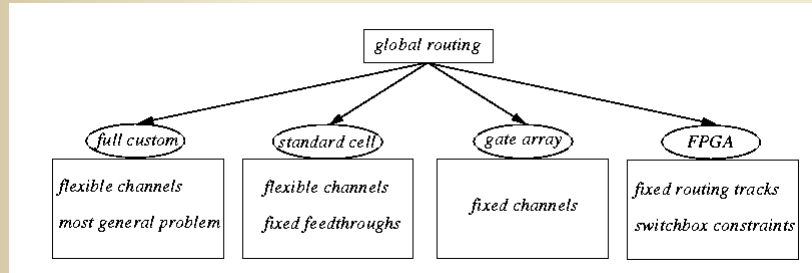 global routing
full custom
standard cell
gate array
FPGA
flexible channels
most general problem
flexible channels
fixed feedthroughs
fixed channels
fixed routing tracks
switchbox constraints